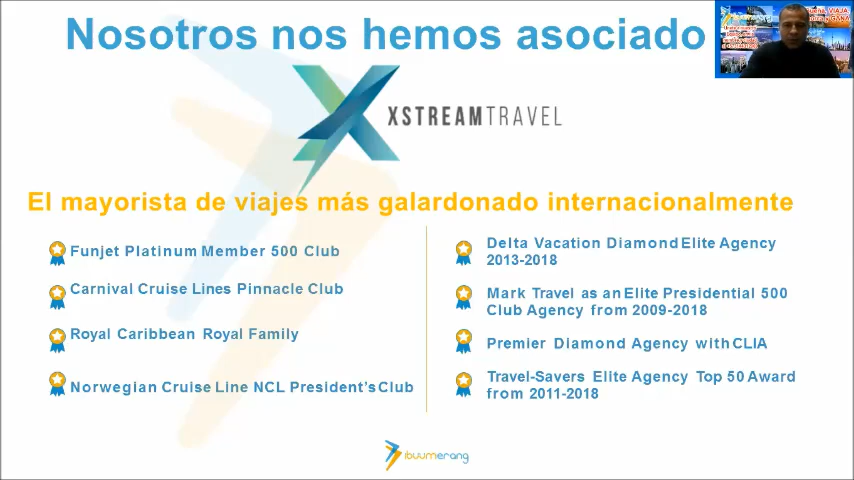 Nosotros nos hemos asociado
XSTREAMTRAVEL
El mayorista de viajes más galardonado internacionalmente
Funjet Platinum Member 500 Club
Carnival Cruise Lines Pinnacle Club
Royal Caribbean Royal Family
Norwegian Cruise Line NCL President's Club
Delta Vacation Diamond Elite Agency
2013-2018
Mark Travel as an Elite Presidential 500
Club Agency from 2009-2018
Premier Diamond Agency with CLIA
Travel-Savers Elite Agency Top 50 Award
from 2011-2018
ibuumerang